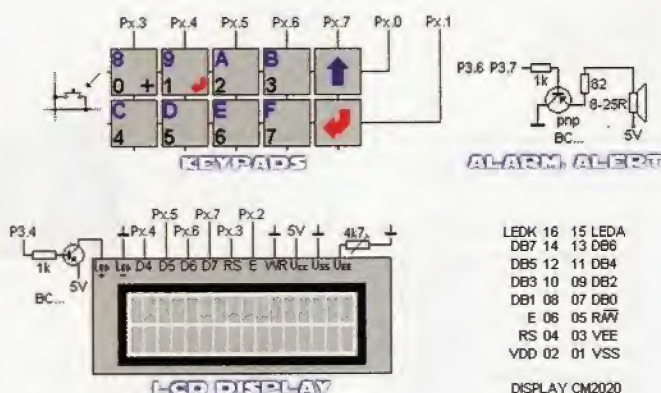 Px.3 Px.4 Px.5 Px.6 Px.7 Px.0 Px.1
8 9 A B
0 + 1 2 3
C D E F
4 5 6 7
KEYPADS
P3.6 P3.7
1k
82
8-25R
pnp
BC...
5V
ALARM, ALERT
Px.5 Px.7 Px.2
P3.4
Px.4 Px.6 Px.3 5V 4k7
1k
BC...
5V
LED LED D4 D5 D6 D7 RS E WR Ucc Uss UEE
+ -
LCD DISPLAY
LEDK 16 15 LEDA
DB7 14 13 DB6
DB5 12 11 DB4
DB3 10 09 DB2
DB1 08 07 DB0
E 06 05 R/W
RS 04 03 VEE
VDD 02 01 VSS
DISPLAY CM2020